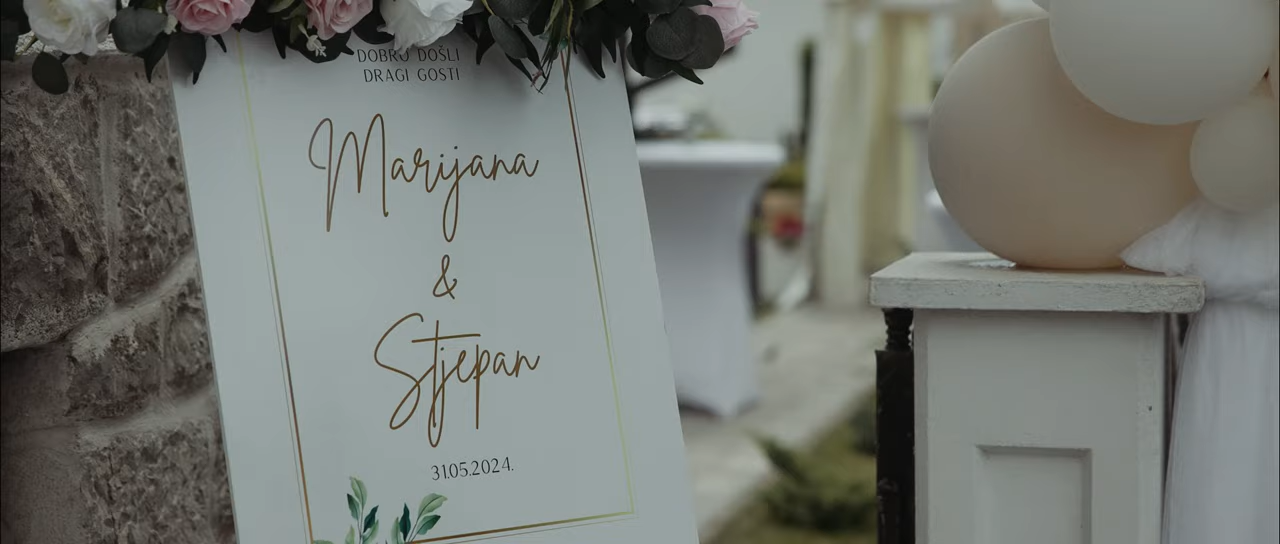 DOBRO DOŠLI
DRAGI GOSTI
Marijana
&
Stjepan
31.05.2024.